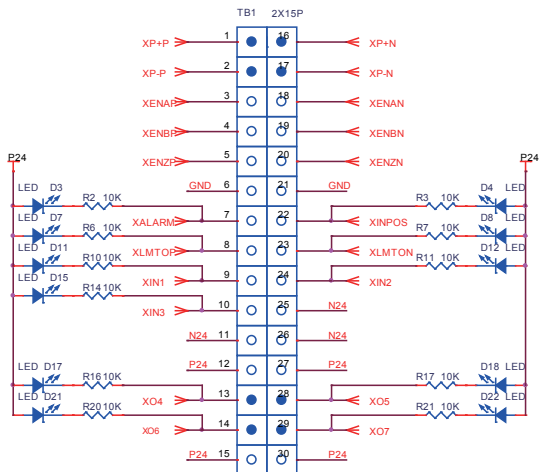 TB1 2X15P
XP+P 1 16 XP+N
XP-P 2 17 XP-N
XENAP 3 18 XENAN
XENBP 4 19 XENBN
XENZP 5 20 XENZN
P24 P24
GND 6 21 GND
LED D3 R2 10K R3 10K D4 LED
XALARM 7 22 XINPOS
LED D7 R6 10K R7 10K D8 LED
XLMTOP 8 23 XLMTON
LED D11 R10 10K R11 10K D12 LED
XIN1 9 24 XIN2
LED D15 R14 10K
XIN3 10 25 N24
N24 11 26 N24
P24 12 27 P24
LED D17 R16 10K R17 10K D18 LED
XO4 13 28 XO5
LED D21 R20 10K R21 10K D22 LED
XO6 14 29 XO7
P24 15 30 P24